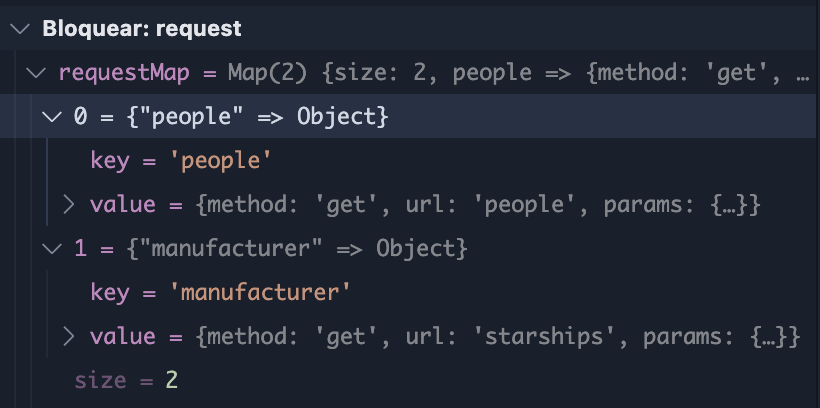 Bloquear: request
requestMap = Map(2) {size: 2, people => {method: 'get', …
0 = {"people" => Object}
key = 'people'
value = {method: 'get', url: 'people', params: {…}}
1 = {"manufacturer" => Object}
key = 'manufacturer'
value = {method: 'get', url: 'starships', params: {…}}
size = 2